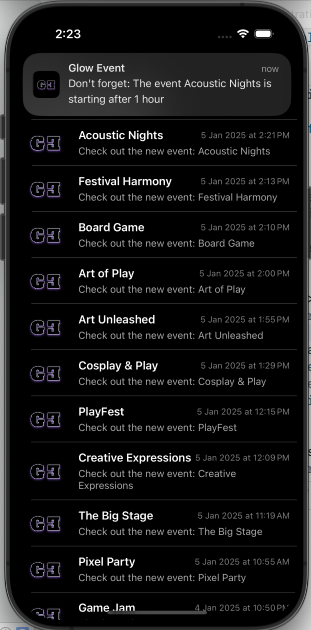 2:23
Glow Event
now
Don't forget: The event Acoustic Nights is
starting after 1 hour
GE
Acoustic Nights 5 Jan 2025 at 2:21 PM
Check out the new event: Acoustic Nights
GE
Festival Harmony 5 Jan 2025 at 2:13 PM
Check out the new event: Festival Harmony
GE
Board Game 5 Jan 2025 at 2:10 PM
Check out the new event: Board Game
GE
Art of Play 5 Jan 2025 at 2:00 PM
Check out the new event: Art of Play
GE
Art Unleashed 5 Jan 2025 at 1:55 PM
Check out the new event: Art Unleashed
GE
Cosplay & Play 5 Jan 2025 at 1:29 PM
Check out the new event: Cosplay & Play
GE
PlayFest 5 Jan 2025 at 12:15 PM
Check out the new event: PlayFest
GE
Creative Expressions 5 Jan 2025 at 12:09 PM
Check out the new event: Creative
Expressions
GE
The Big Stage 5 Jan 2025 at 11:19 AM
Check out the new event: The Big Stage
GE
Pixel Party 5 Jan 2025 at 10:55 AM
Check out the new event: Pixel Party
GE
Game Jam 4 Jan 2025 at 10:50 PM